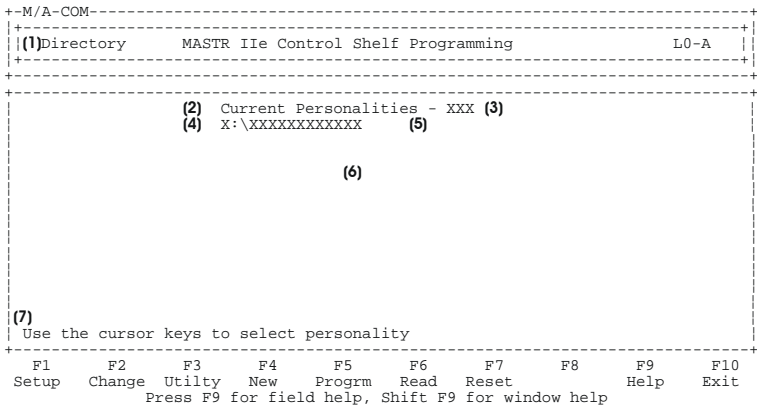 M/A-COM
(1)Directory MASTR IIe Control Shelf Programming L0-A
(2) Current Personalities - XXX (3)
(4) X:\XXXXXXXXXXXX (5)
(6)
(7)
Use the cursor keys to select personality
F1 F2 F3 F4 F5 F6 F7 F8 F9 F10
Setup Change Utilty New Progrm Read Reset Help Exit
Press F9 for field help, Shift F9 for window help